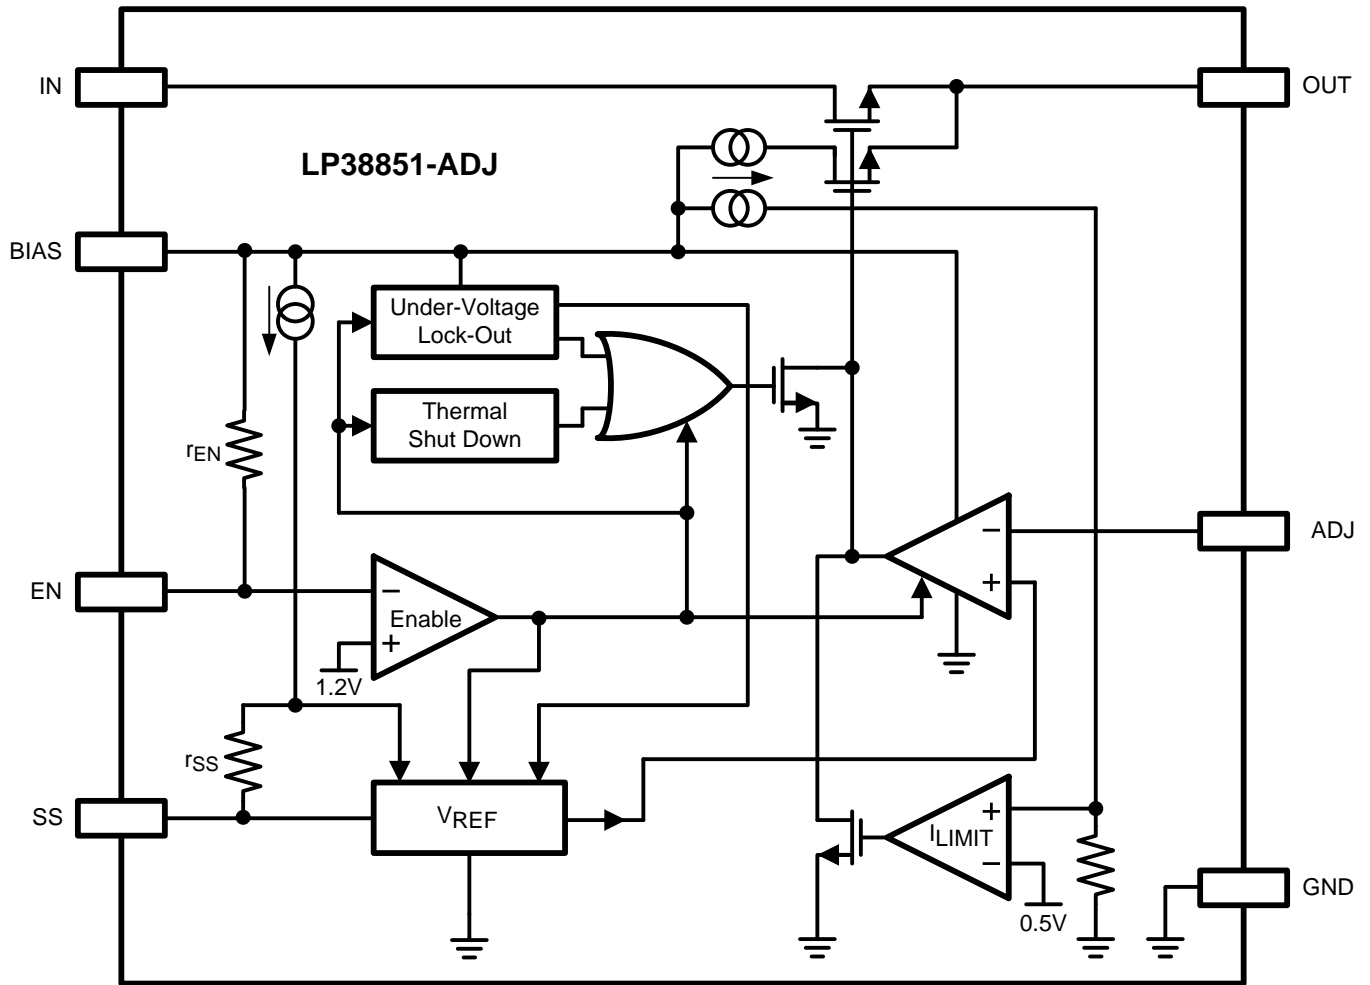 IN
OUT
LP38851-ADJ
BIAS
Under-Voltage
Lock-Out
Thermal
Shut Down
rEN
ADJ
EN
Enable
1.2V
rSS
SS
VREF
ILIMIT
0.5V
GND
−
+
−
+
+
−